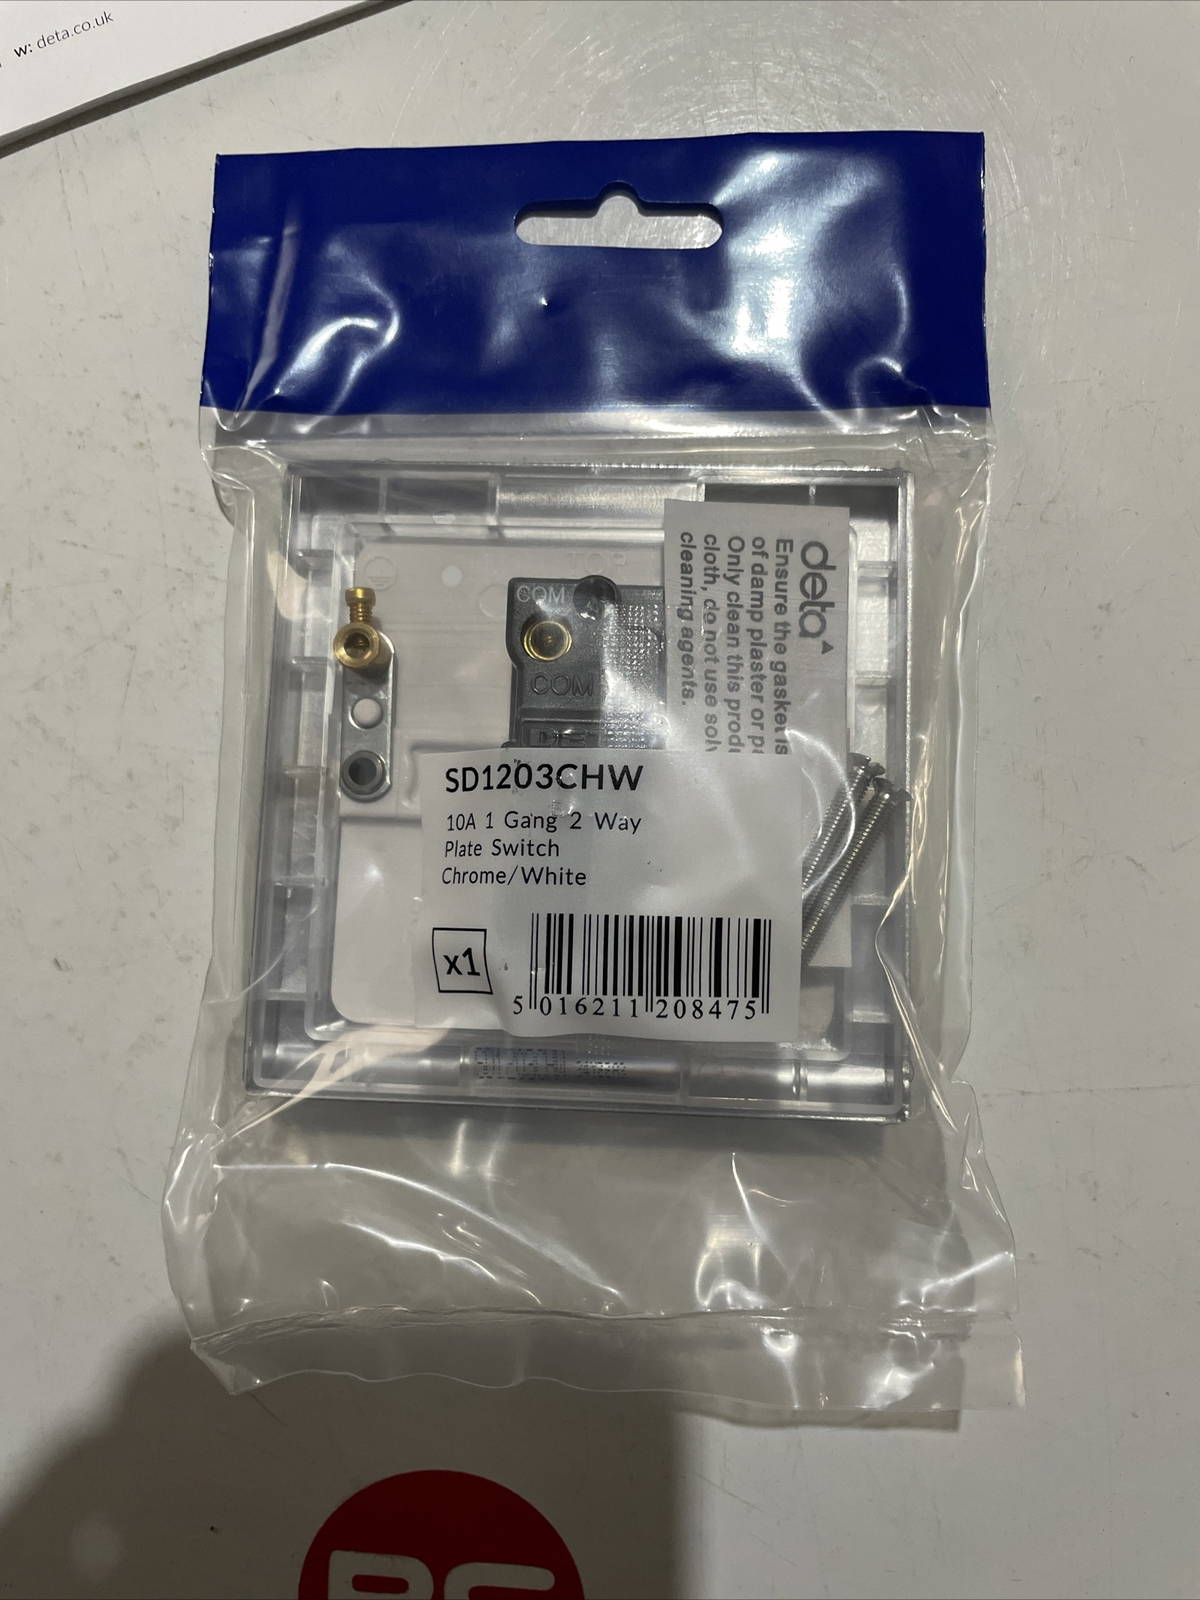 w: deta.co.uk
TOP
COM
COM
deta
Ensure the gasket is
of damp plaster or
Only clean this
cloth, do not use
cleaning agents.
SD1203CHW
10A 1 Gang 2 Way
Plate Switch
Chrome/White
x1
5 016211 208475